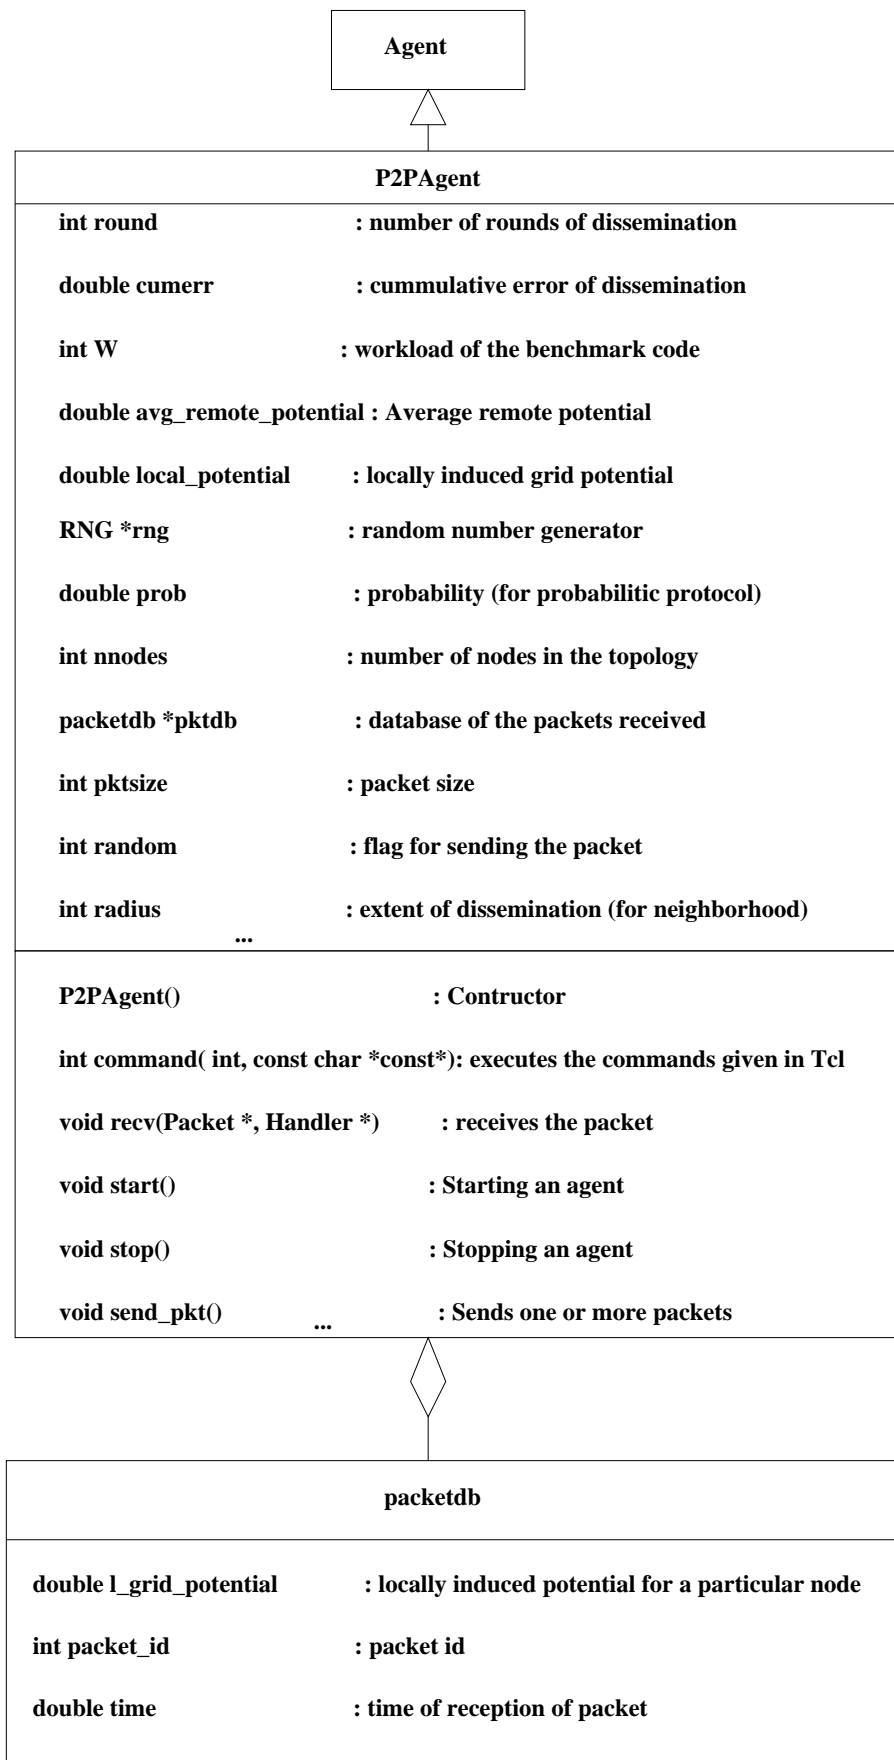 Agent
P2PAgent
int round : number of rounds of dissemination
double cumerr : cummulative error of dissemination
int W : workload of the benchmark code
double avg_remote_potential : Average remote potential
double local_potential : locally induced grid potential
RNG *rng : random number generator
double prob : probability (for probabilitic protocol)
int nnodes : number of nodes in the topology
packetdb *pktdb : database of the packets received
int pktsize : packet size
int random : flag for sending the packet
int radius : extent of dissemination (for neighborhood)
...
P2PAgent() : Contructor
int command( int, const char *const*): executes the commands given in Tcl
void recv(Packet *, Handler *) : receives the packet
void start() : Starting an agent
void stop() : Stopping an agent
void send_pkt() ... : Sends one or more packets
packetdb
double l_grid_potential : locally induced potential for a particular node
int packet_id : packet id
double time : time of reception of packet